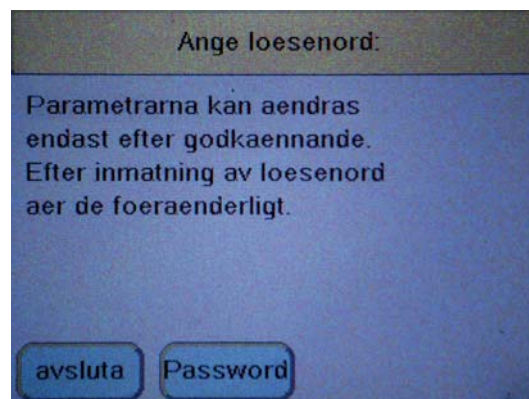 Ange loesenord:
Parametrarna kan aendras
endast efter godkaennande.
Efter inmatning av loesenord
aer de foeraenderligt.
avsluta
Password